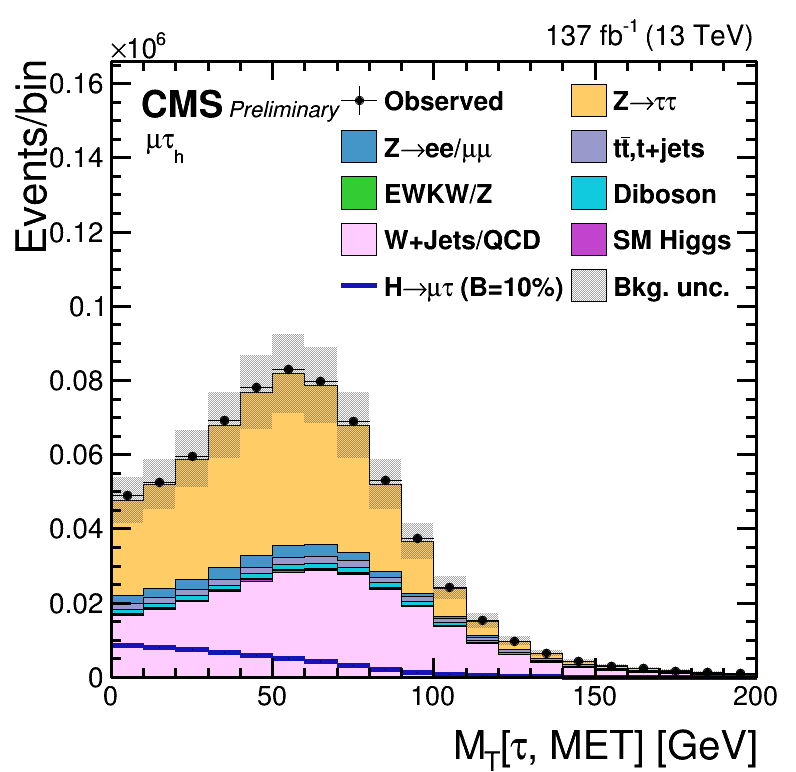 ×10⁶
137 fb⁻¹ (13 TeV)
Events/bin
CMS Preliminary
μτₕ
Observed
Z→ττ
Z→ee/μμ
tt̄,t+jets
EWKW/Z
Diboson
W+Jets/QCD
SM Higgs
H→μτ (B=10%)
Bkg. unc.
0.16
0.14
0.12
0.1
0.08
0.06
0.04
0.02
0
0 50 100 150 200
M_T[τ, MET] [GeV]